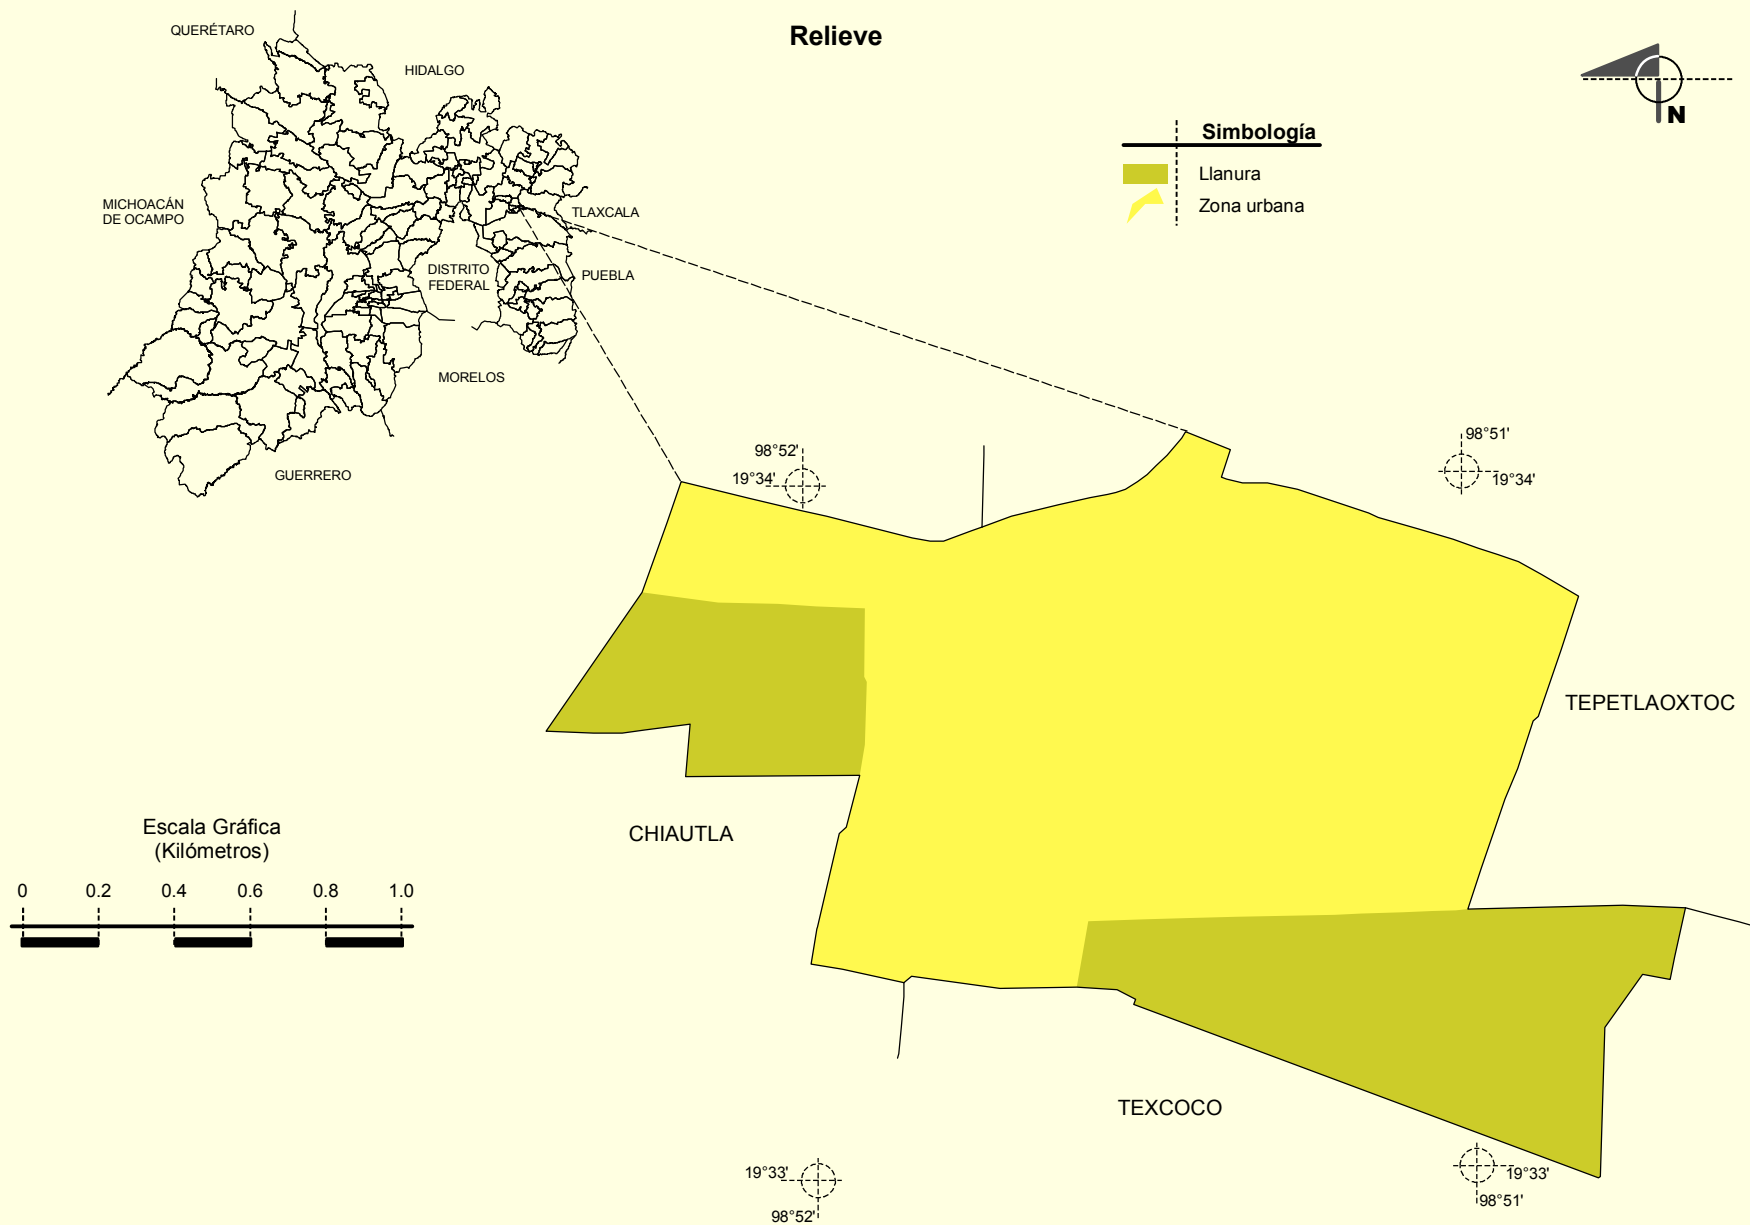 Relieve
QUERÉTARO
HIDALGO
MICHOACÁN
DE OCAMPO
TLAXCALA
DISTRITO
FEDERAL
PUEBLA
MORELOS
GUERRERO
N
Simbología
Llanura
Zona urbana
98°52'
19°34'
98°51'
19°34'
TEPETLAOXTOC
CHIAUTLA
TEXCOCO
Escala Gráfica
(Kilómetros)
0 0.2 0.4 0.6 0.8 1.0
19°33'
98°52'
19°33'
98°51'